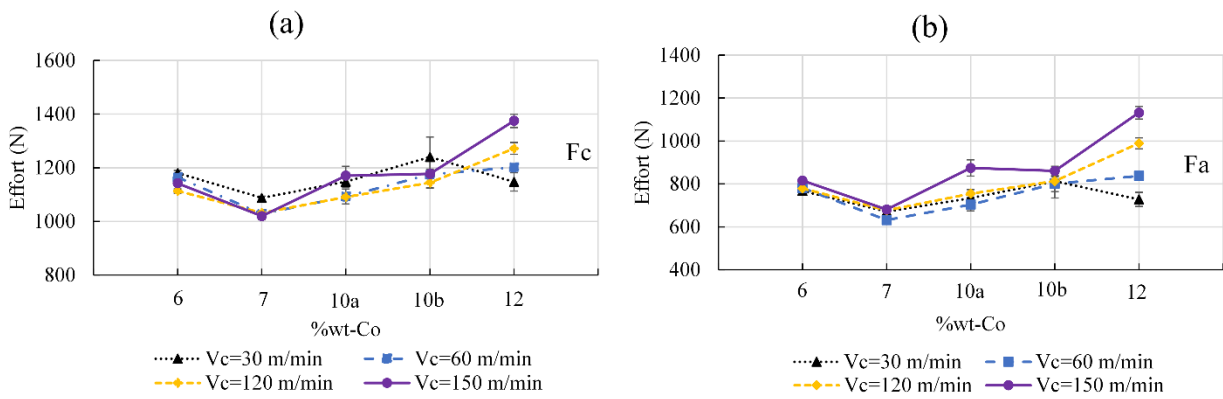 (a)
1600
1400
1200
1000
800
Effort (N)
Fc
6 7 10a 10b 12
%wt-Co
Vc=30 m/min Vc=60 m/min
Vc=120 m/min Vc=150 m/min
(b)
1400
1200
1000
800
600
400
Effort (N)
Fa
6 7 10a 10b 12
%wt-Co
Vc=30 m/min Vc=60 m/min
Vc=120 m/min Vc=150 m/min